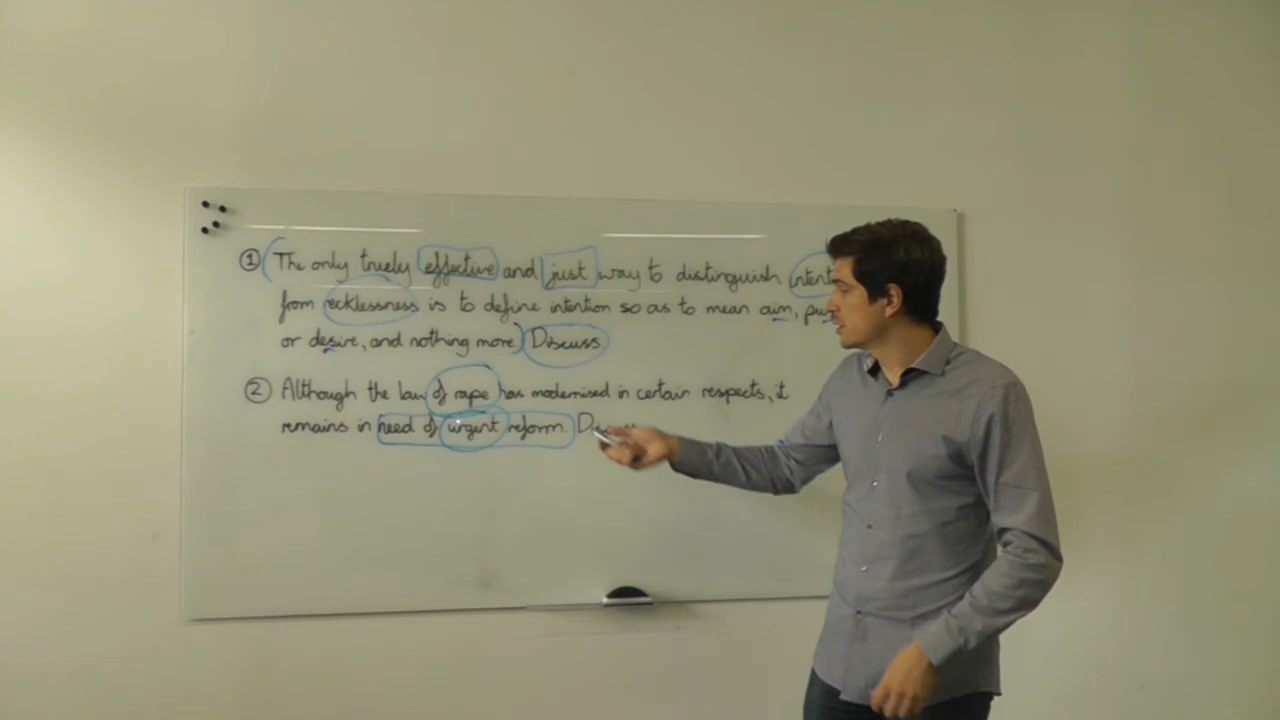 ① The only truely effective and just way to distinguish intent
from recklessness is to define intention so as to mean aim,
or desire, and nothing more) Discuss.
② Although the law of rape has modernised in certain respects, it
remains in need of urgent reform.